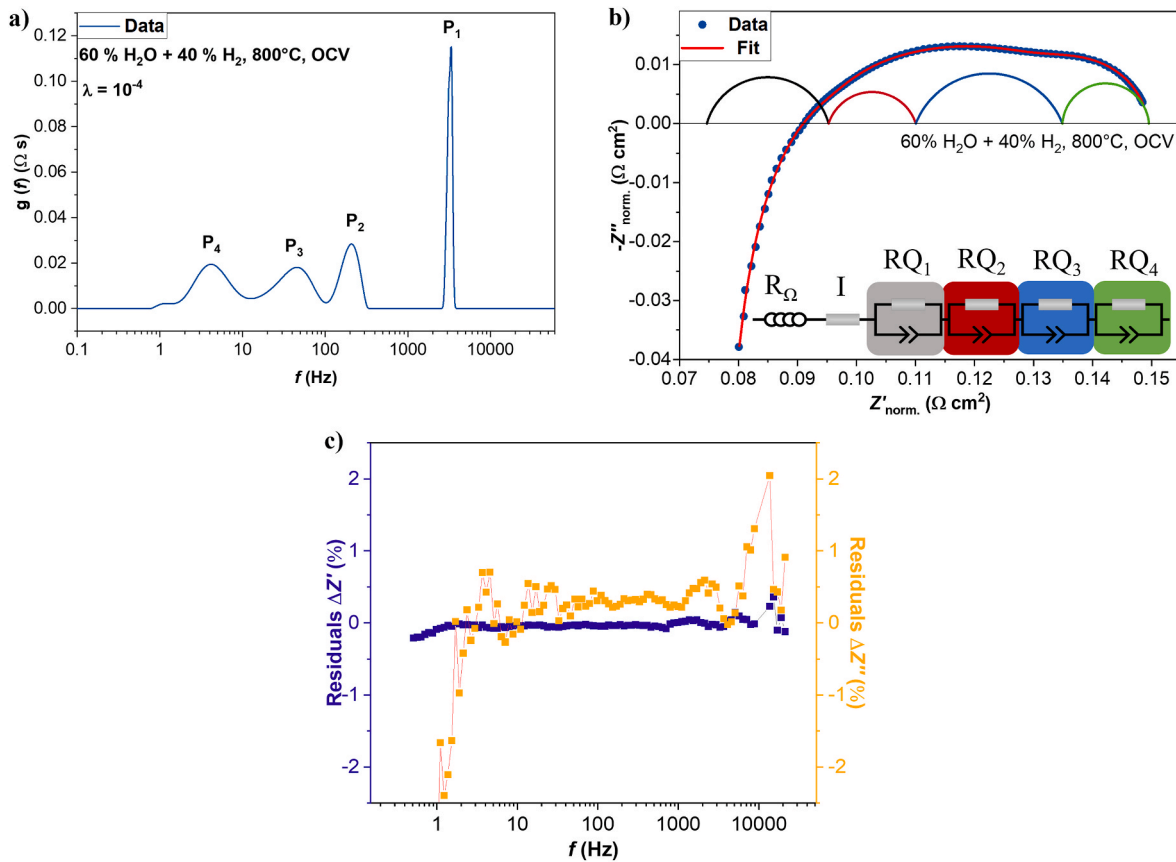 a)
Data
60 % H₂O + 40 % H₂, 800°C, OCV
λ = 10⁻⁴
P₁
P₂
P₃
P₄
g (f) (Ω s)
0.12
0.10
0.08
0.06
0.04
0.02
0.00
0.1 1 10 100 1000 10000
f (Hz)
b)
Data
Fit
60% H₂O + 40% H₂, 800°C, OCV
-Z″norm. (Ω cm²)
0.01
0.00
-0.01
-0.02
-0.03
-0.04
RΩ I RQ₁ RQ₂ RQ₃ RQ₄
0.07 0.08 0.09 0.10 0.11 0.12 0.13 0.14 0.15
Z′norm. (Ω cm²)
c)
Residuals ΔZ′ (%)
2
1
0
-1
-2
Residuals ΔZ″ (%)
2
1
0
-1
-2
1 10 100 1000 10000
f (Hz)